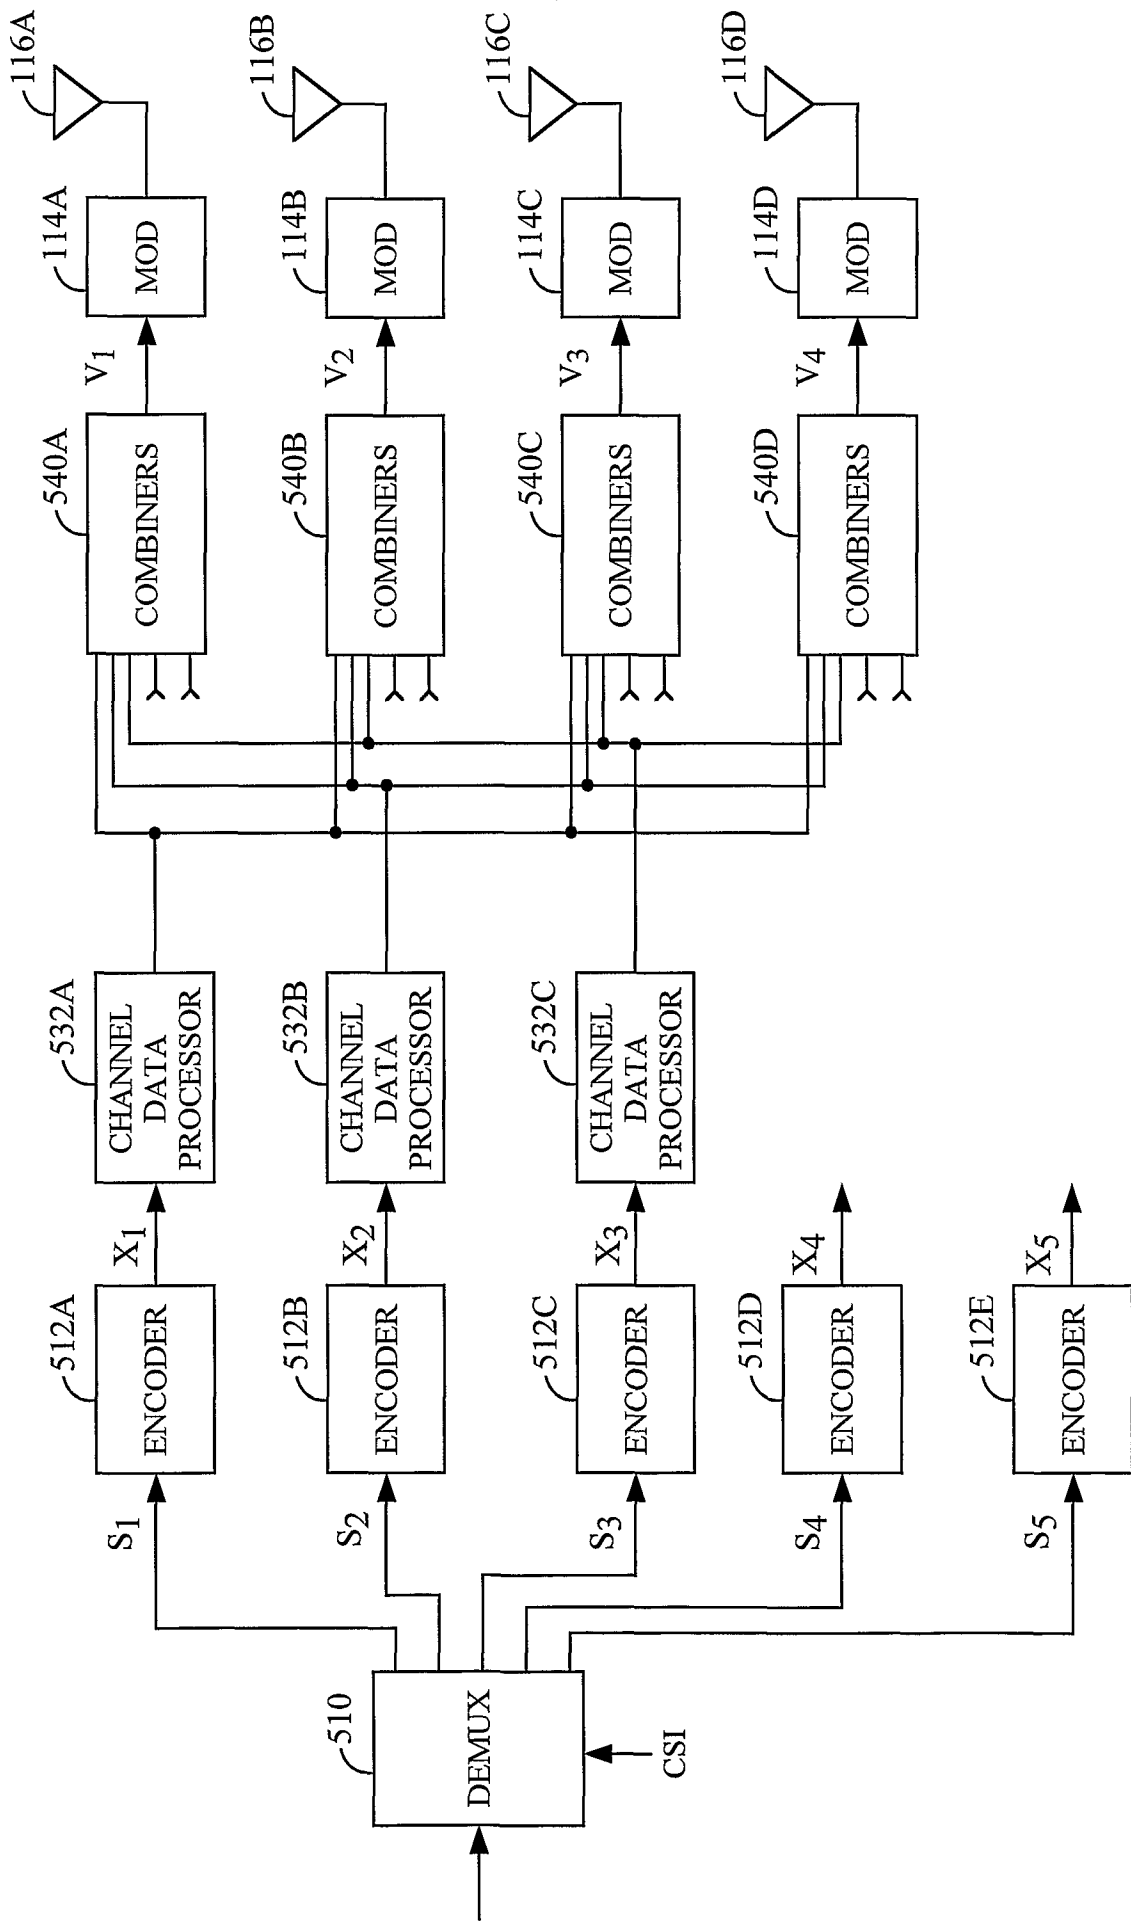 510
DEMUX
CSI
S1
S2
S3
S4
S5
512A
ENCODER
512B
ENCODER
512C
ENCODER
512D
ENCODER
512E
ENCODER
X1
X2
X3
X4
X5
532A
CHANNEL
DATA
PROCESSOR
532B
CHANNEL
DATA
PROCESSOR
532C
CHANNEL
DATA
PROCESSOR
540A
COMBINERS
540B
COMBINERS
540C
COMBINERS
540D
COMBINERS
V1
V2
V3
V4
114A
MOD
114B
MOD
114C
MOD
114D
MOD
116A
116B
116C
116D